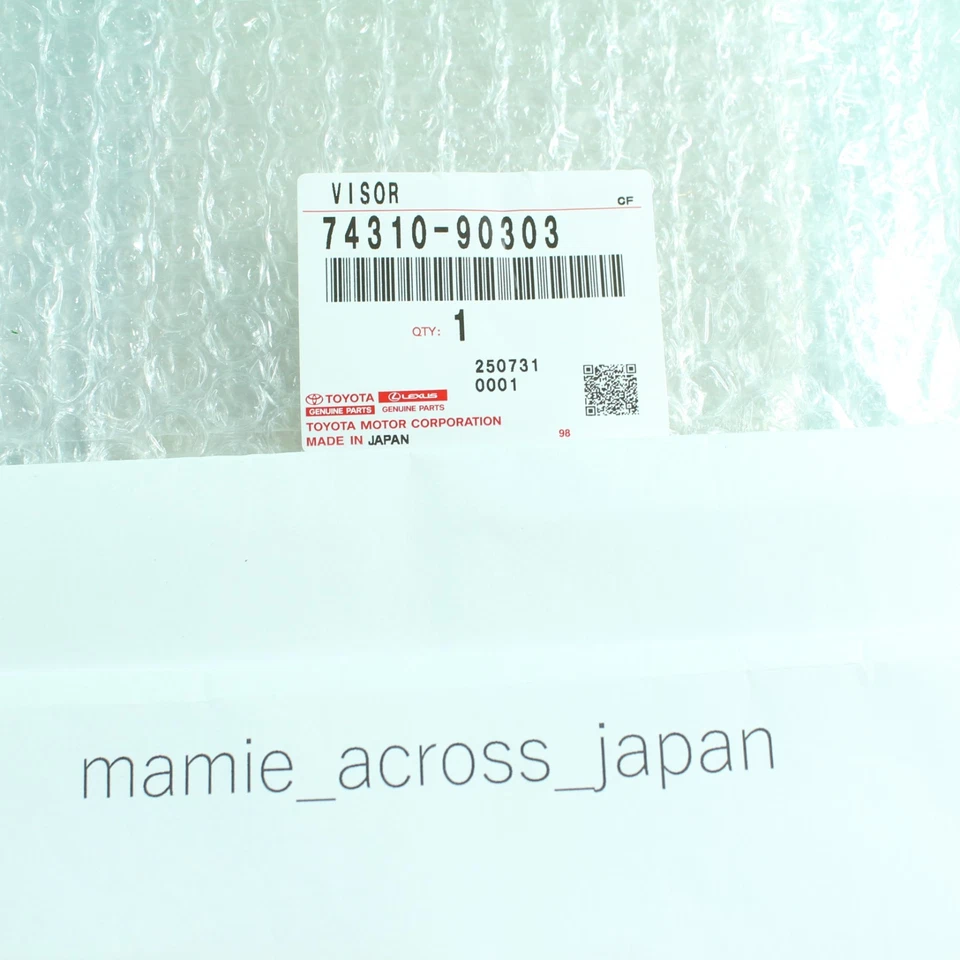 VISOR
CF
74310-90303
QTY: 1
250731
0001
TOYOTA LEXUS
GENUINE PARTS GENUINE PARTS
TOYOTA MOTOR CORPORATION
MADE IN JAPAN 98
mamie_across_japan